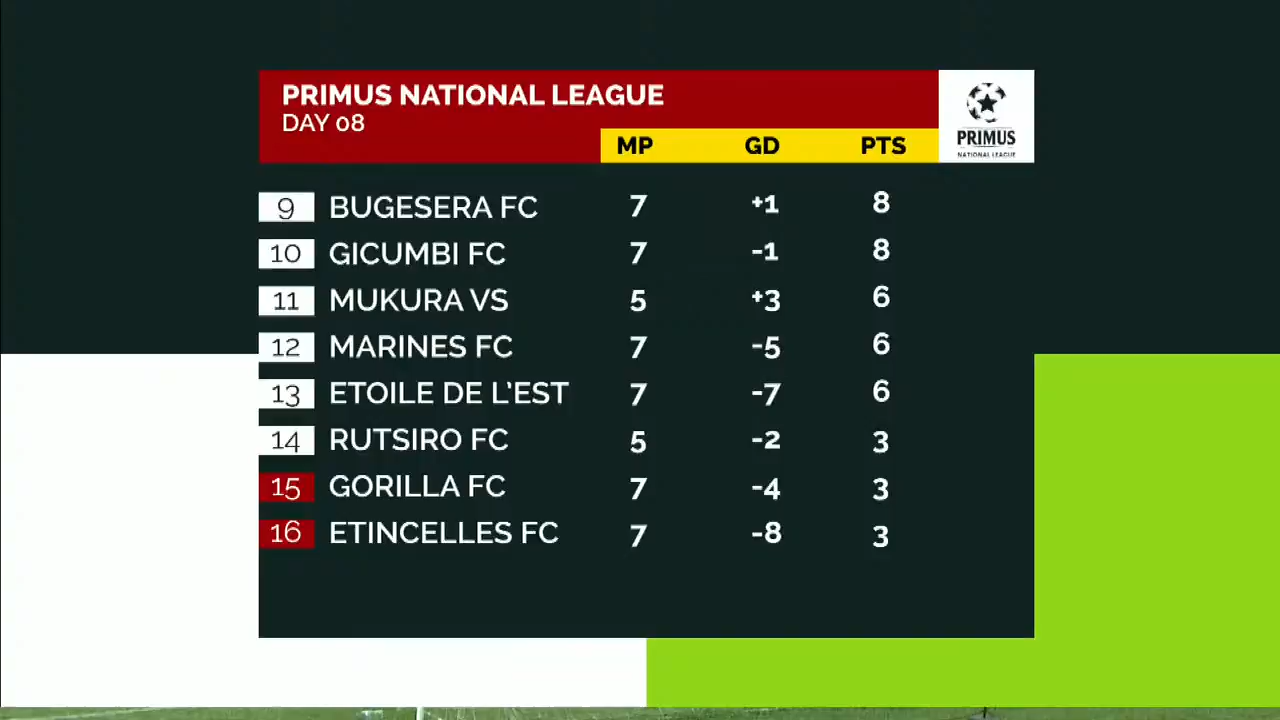 PRIMUS NATIONAL LEAGUE
DAY 08
MP GD PTS
PRIMUS
NATIONAL LEAGUE
9 BUGESERA FC 7 +1 8
10 GICUMBI FC 7 -1 8
11 MUKURA VS 5 +3 6
12 MARINES FC 7 -5 6
13 ETOILE DE L'EST 7 -7 6
14 RUTSIRO FC 5 -2 3
15 GORILLA FC 7 -4 3
16 ETINCELLES FC 7 -8 3